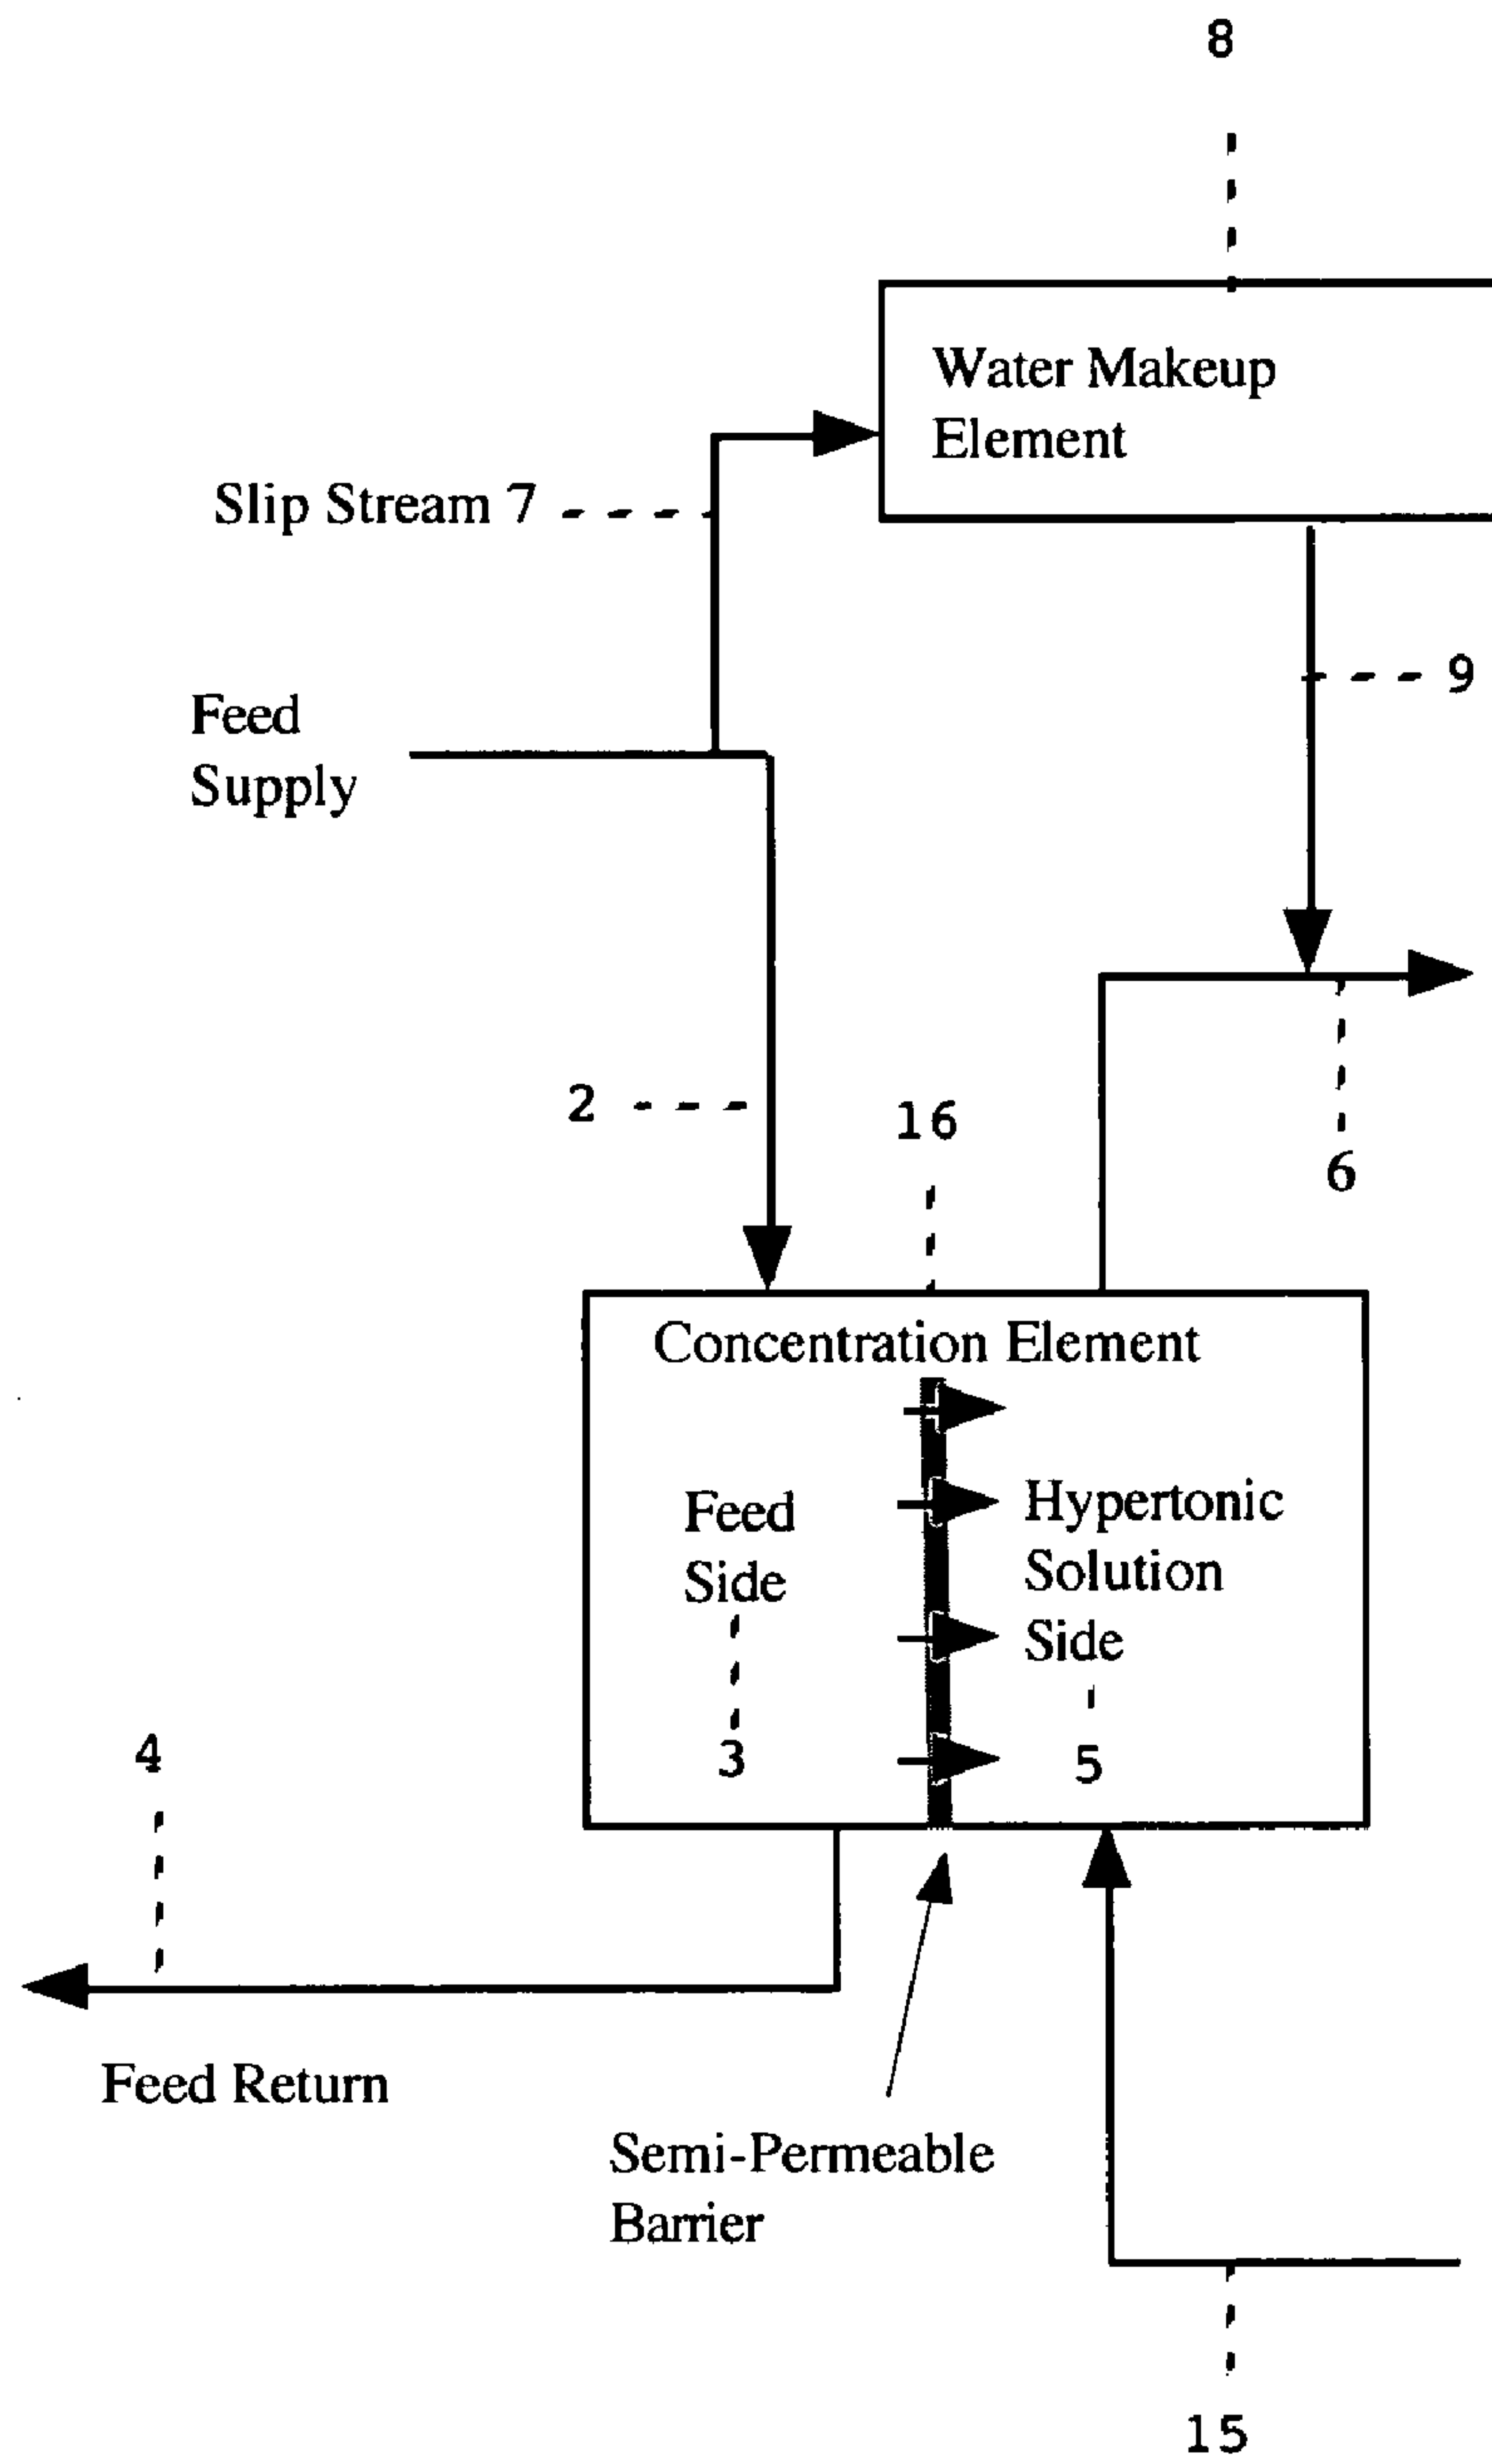 8
Water Makeup
Element
Slip Stream 7
9
Feed
Supply
2
16
6
Concentration Element
Feed
Side
3
Hypertonic
Solution
Side
5
4
Feed Return
Semi-Permeable
Barrier
15